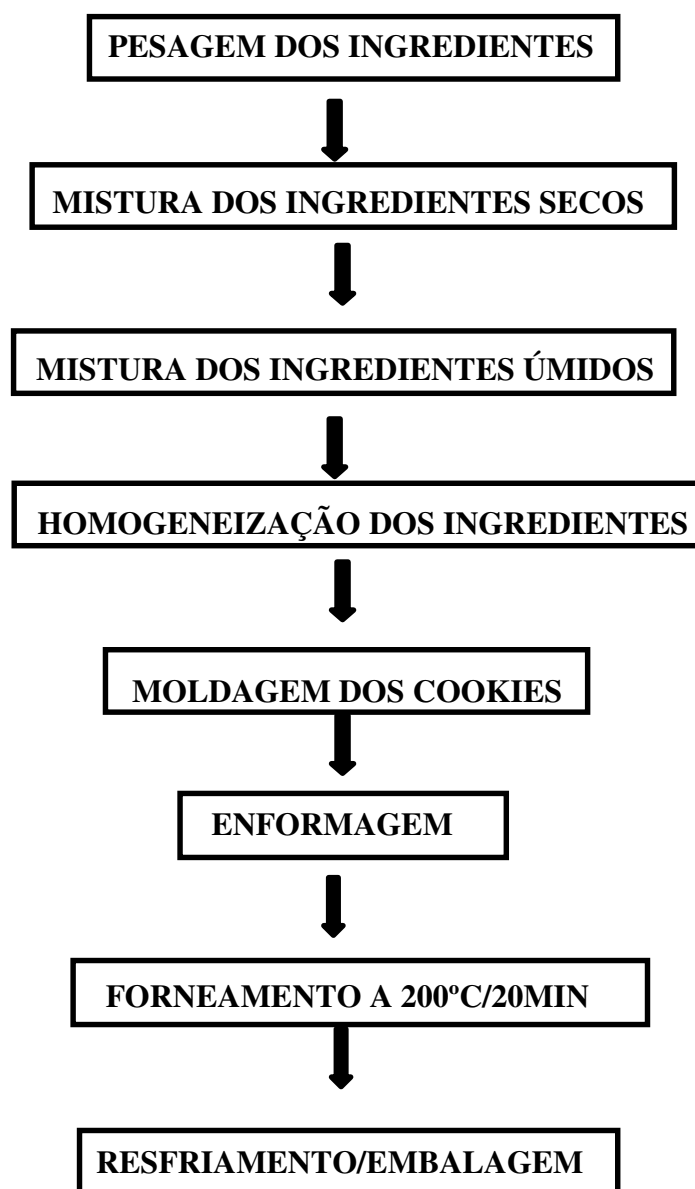 PESAGEM DOS INGREDIENTES
MISTURA DOS INGREDIENTES SECOS
MISTURA DOS INGREDIENTES ÚMIDOS
HOMOGENEIZAÇÃO DOS INGREDIENTES
MOLDAGEM DOS COOKIES
ENFORMAGEM
FORNEAMENTO A 200ºC/20MIN
RESFRIAMENTO/EMBALAGEM